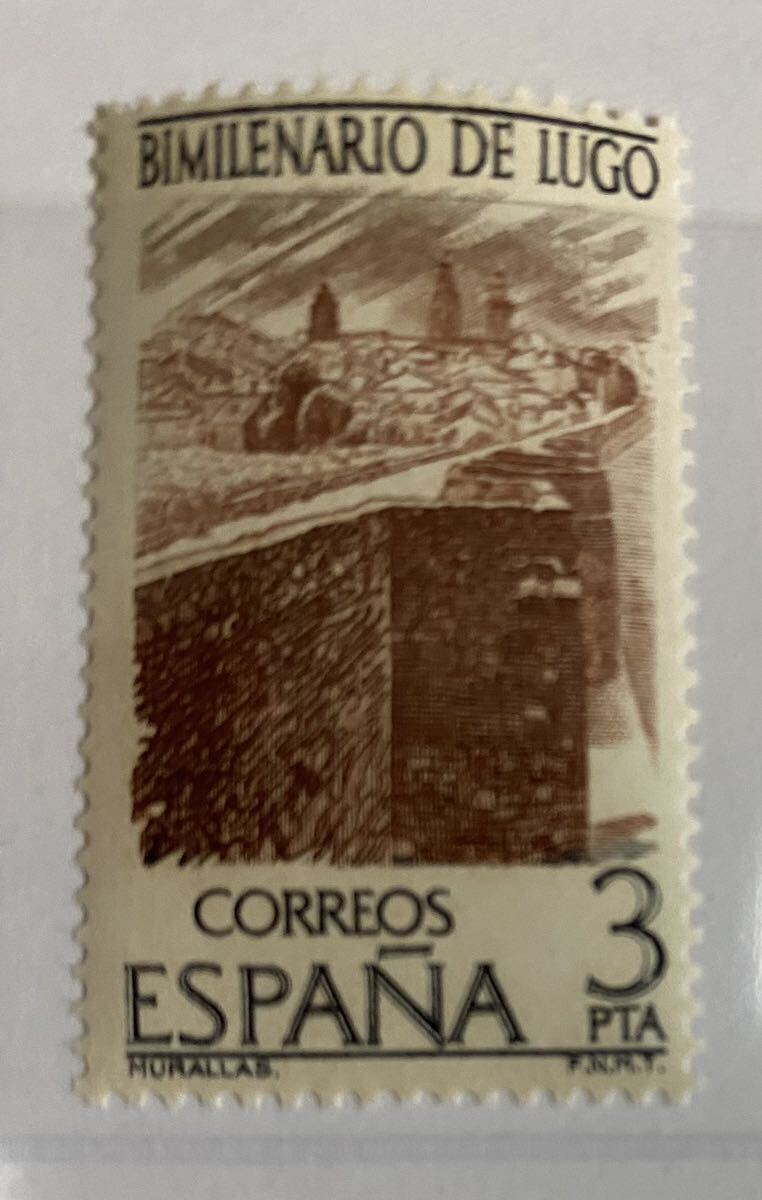 BIMILENARIO DE LUGO
CORREOS
3
ESPAÑA
PTA
MURALLAS.
F.N.M.T.